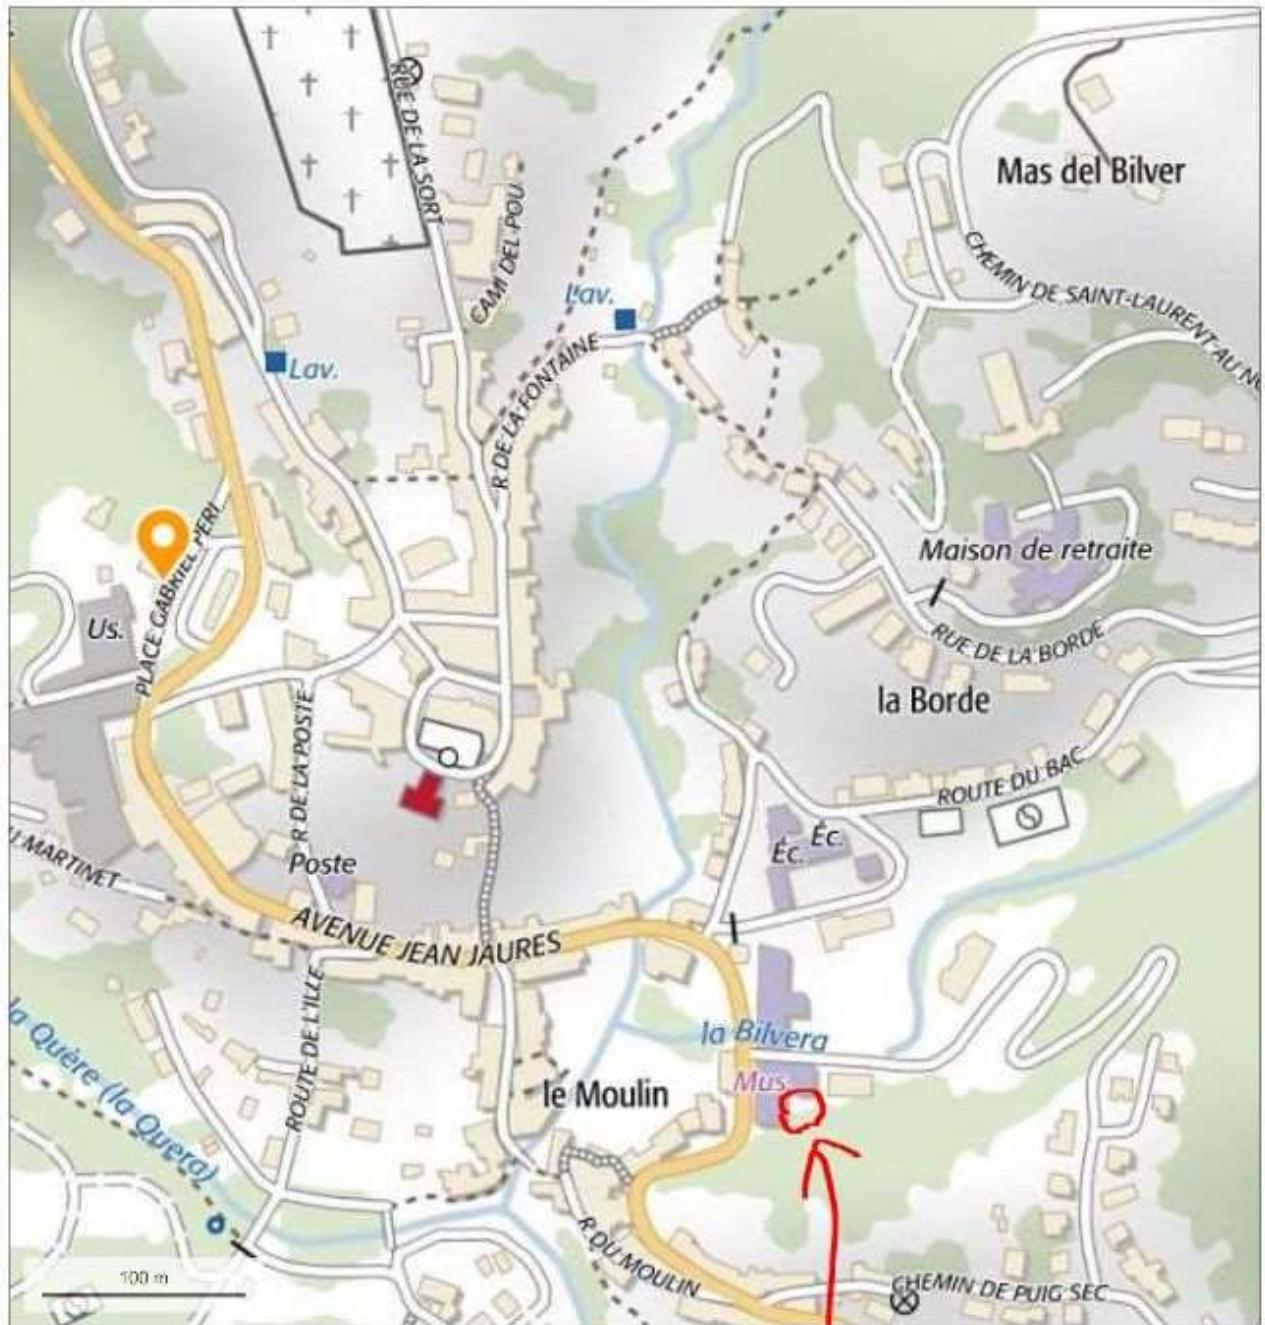 RUE DE LA SORT
CAMI DEL POU
Mas del Bilver
CHEMIN DE SAINT-LAURENT-AU NO
Lav.
Lav.
R DE LA FONTAINE
PLACE GABRIEL PERI
Us.
Maison de retraite
RUE DE LA BORDE
la Borde
R DE LA POSTE
ROUTE DU BAC
Éc.
Éc.
U MARTINET
Poste
AVENUE JEAN JAURES
ROUTE DE L'ILLE
la Quère (la Quera)
la Bilvera
Mus.
le Moulin
R DU MOULIN
CHEMIN DE PUIG SEC
100 m